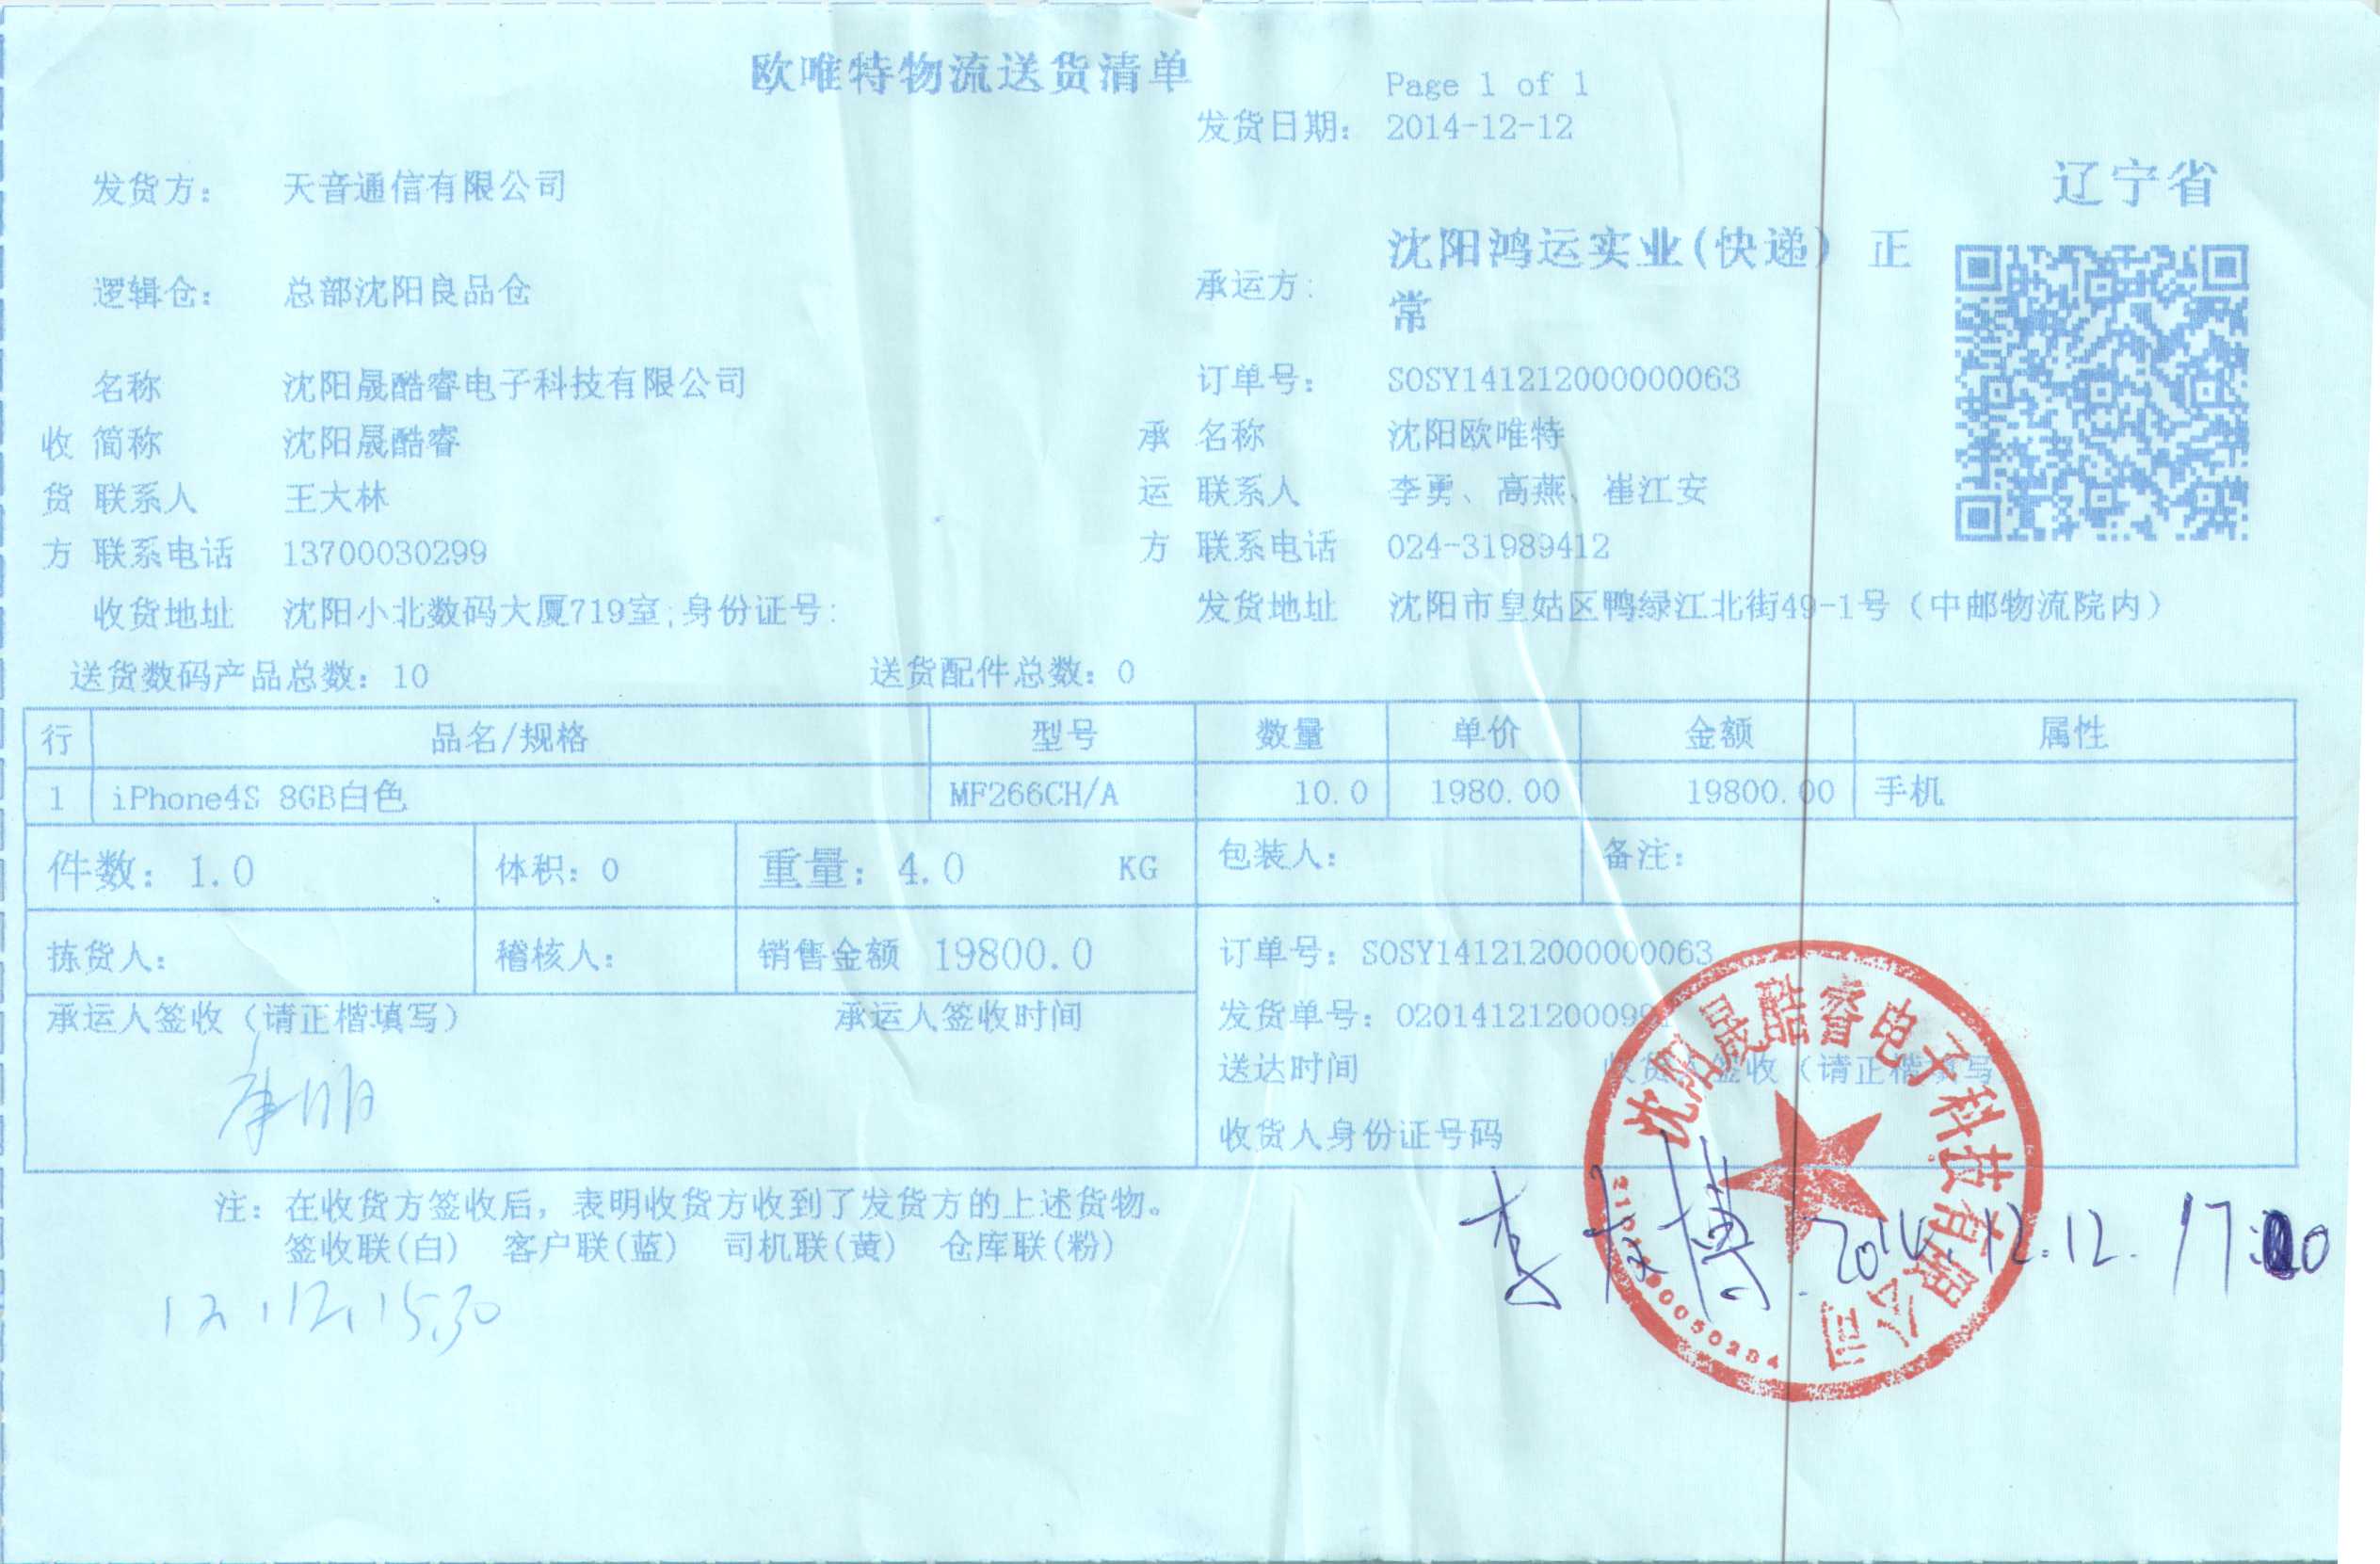 欧唯特物流送货清单
Page 1 of 1
发货日期： 2014-12-12
辽宁省
发货方： 天音通信有限公司
逻辑仓： 总部沈阳良品仓
承运方： 沈阳鸿运实业(快递) 正
常
名称 沈阳晟酷睿电子科技有限公司
订单号： SOSY141212000000063
收 简称 沈阳晟酷睿
承 名称 沈阳欧唯特
货 联系人 王大林
运 联系人 李勇、高燕、崔江安
方 联系电话 13700030299
方 联系电话 024-31989412
收货地址 沈阳小北数码大厦719室;身份证号:
发货地址 沈阳市皇姑区鸭绿江北街49-1号（中邮物流院内）
送货数码产品总数：10 送货配件总数：0
行 品名/规格 型号 数量 单价 金额 属性
1 iPhone4S 8GB白色 MF266CH/A 10.0 1980.00 19800.00 手机
件数：1.0 体积：0 重量：4.0 KG 包装人： 备注：
拣货人： 稽核人： 销售金额 19800.0
订单号：SOSY141212000000063
承运人签收（请正楷填写） 承运人签收时间
发货单号：020141212000
送达时间 收货人签收（请正楷填写
收货人身份证号码
沈阳晟酷睿电子科技有限公司
注：在收货方签收后，表明收货方收到了发货方的上述货物。
签收联(白) 客户联(蓝) 司机联(黄) 仓库联(粉)
2014.12.12. 17:
12.12.15.30